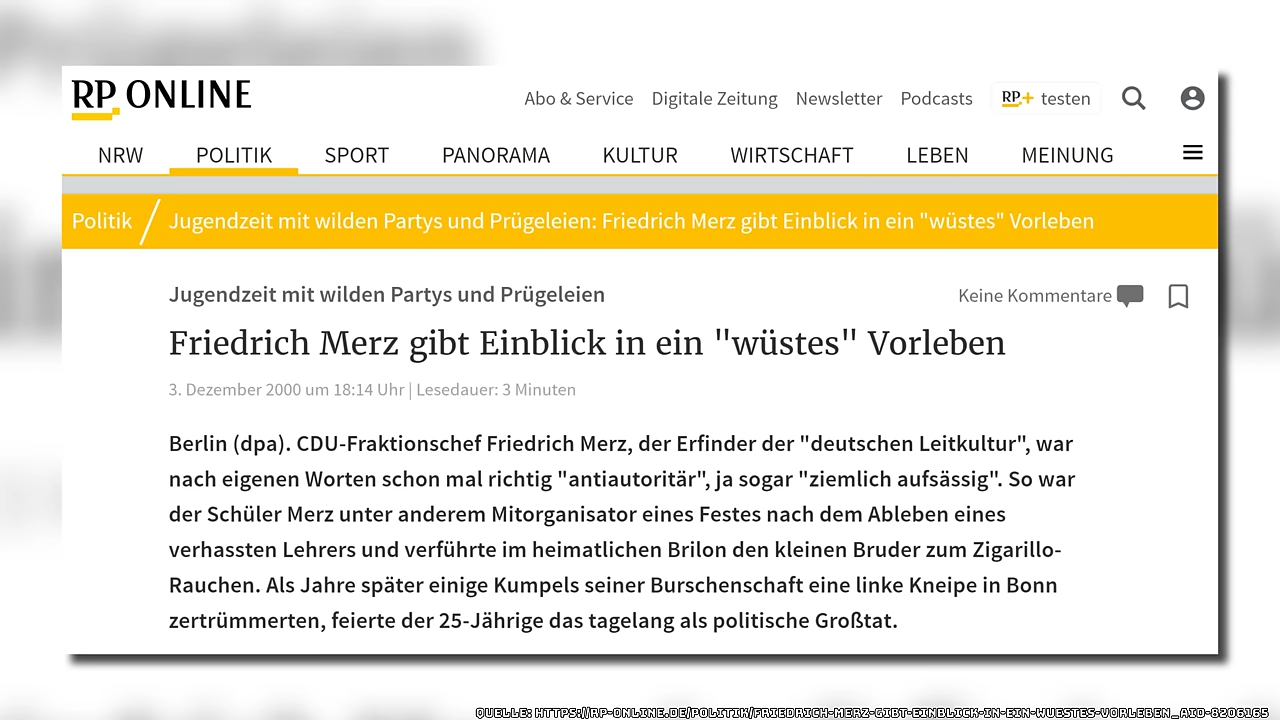 RP ONLINE
Abo & Service Digitale Zeitung Newsletter Podcasts RP+ testen
NRW POLITIK SPORT PANORAMA KULTUR WIRTSCHAFT LEBEN MEINUNG
Politik / Jugendzeit mit wilden Partys und Prügeleien: Friedrich Merz gibt Einblick in ein "wüstes" Vorleben
Jugendzeit mit wilden Partys und Prügeleien Keine Kommentare
Friedrich Merz gibt Einblick in ein "wüstes" Vorleben
3. Dezember 2000 um 18:14 Uhr | Lesedauer: 3 Minuten
Berlin (dpa). CDU-Fraktionschef Friedrich Merz, der Erfinder der "deutschen Leitkultur", war
nach eigenen Worten schon mal richtig "antiautoritär", ja sogar "ziemlich aufsässig". So war
der Schüler Merz unter anderem Mitorganisator eines Festes nach dem Ableben eines
verhassten Lehrers und verführte im heimatlichen Brilon den kleinen Bruder zum Zigarillo-
Rauchen. Als Jahre später einige Kumpels seiner Burschenschaft eine linke Kneipe in Bonn
zertrümmerten, feierte der 25-Jährige das tagelang als politische Großtat.
QUELLE: HTTPS://RP-ONLINE.DE/POLITIK/FRIEDRICH-MERZ-GIBT-EINBLICK-IN-EIN-WUESTES-VORLEBEN_AID-8206165